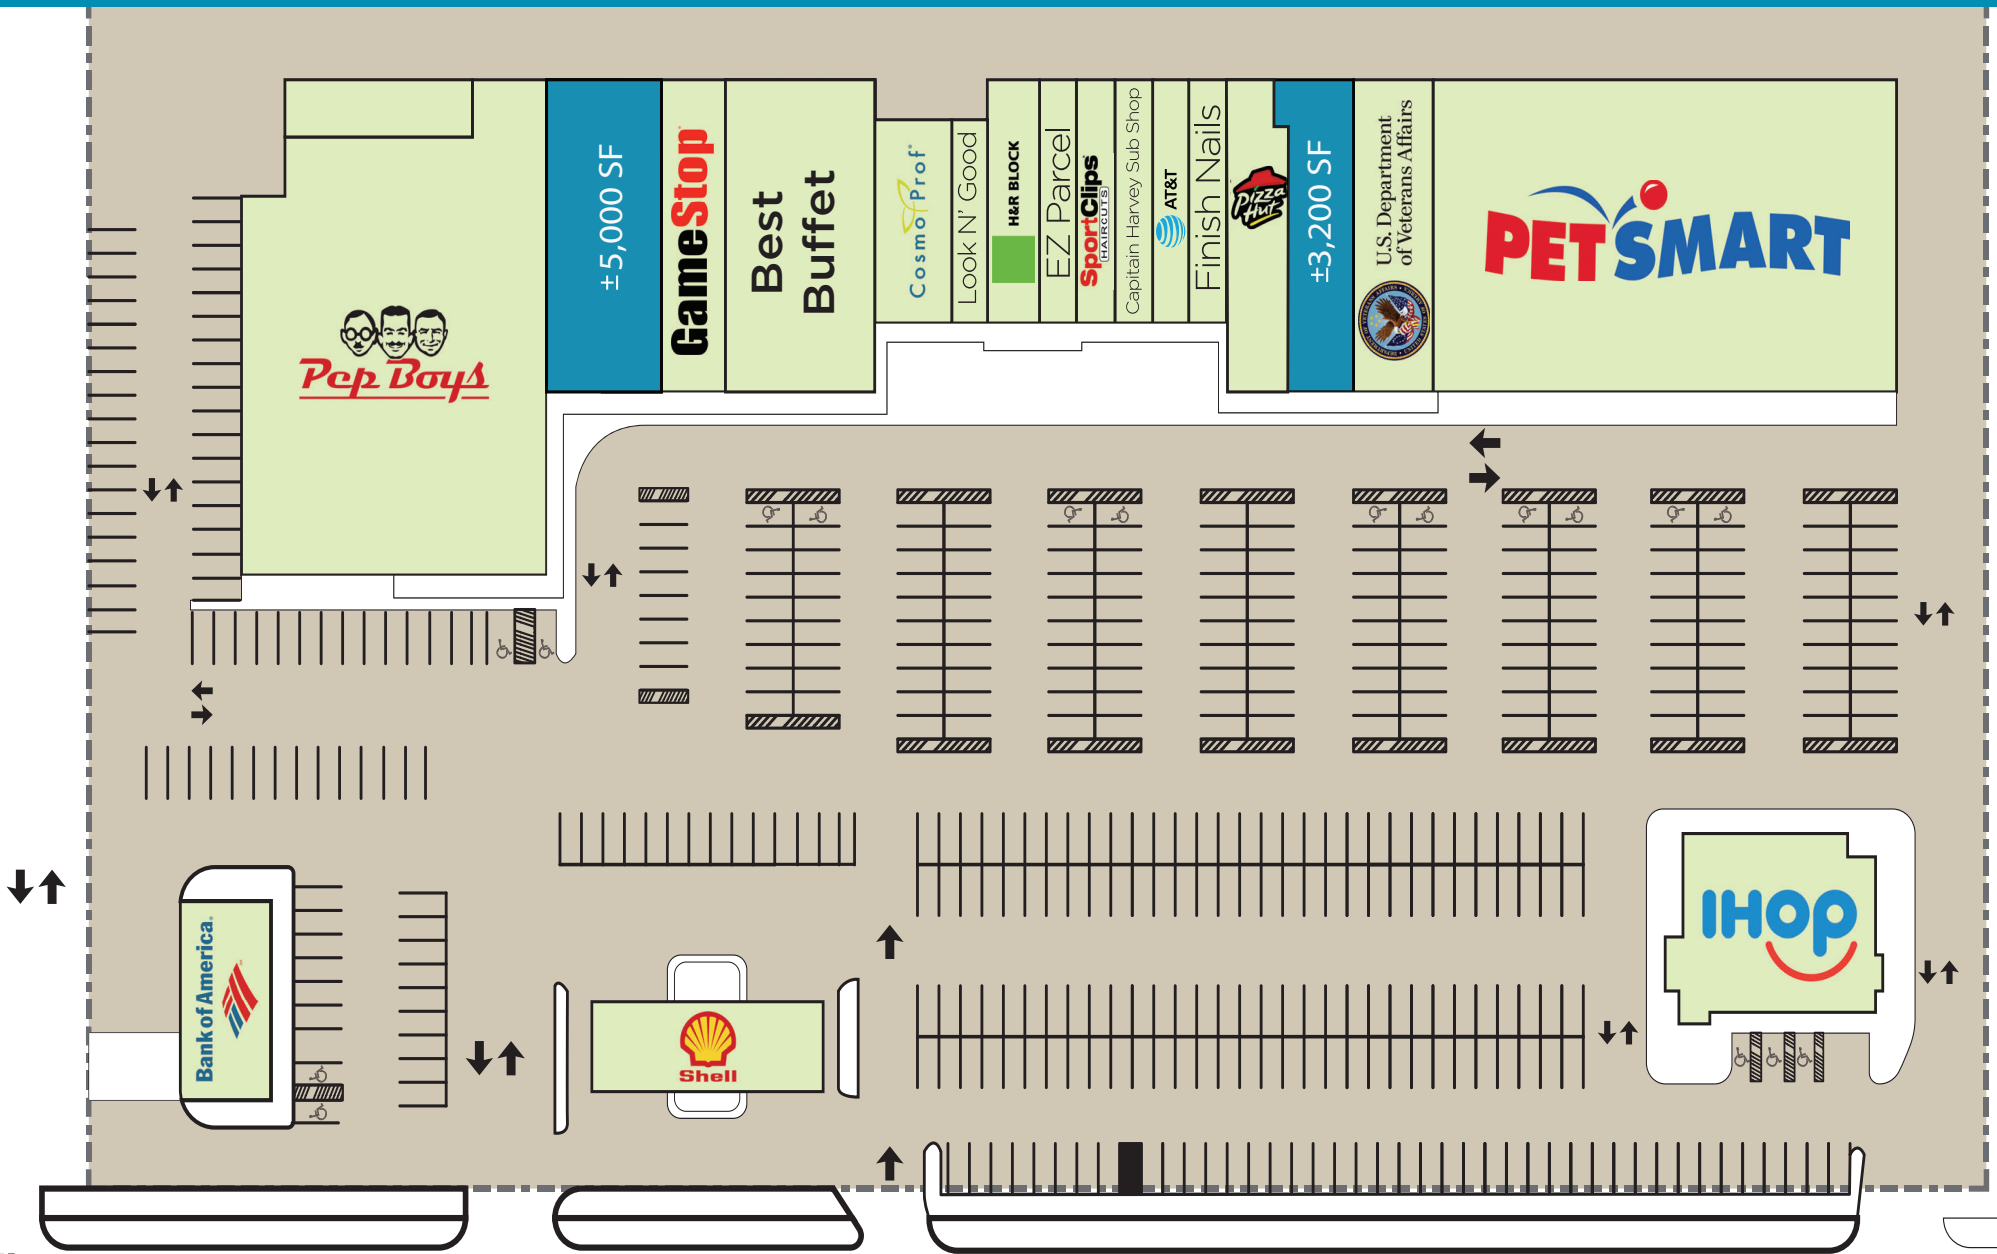 Pep Boys
±5,000 SF
GameStop
Best
Buffet
CosmoProf
Look N' Good
H&R BLOCK
EZ Parcel
SportClips
HAIRCUTS
Capitain Harvey Sub Shop
AT&T
Finish Nails
Pizza
Hut
±3,200 SF
U.S. Department
of Veterans Affairs
PETSMART
Bank of America
Shell
IHOP